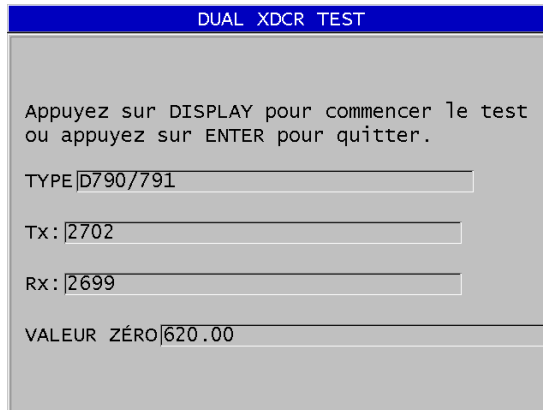 DUAL XDCR TEST
Appuyez sur DISPLAY pour commencer le test
ou appuyez sur ENTER pour quitter.
TYPE D790/791
Tx: 2702
Rx: 2699
VALEUR ZÉRO 620.00